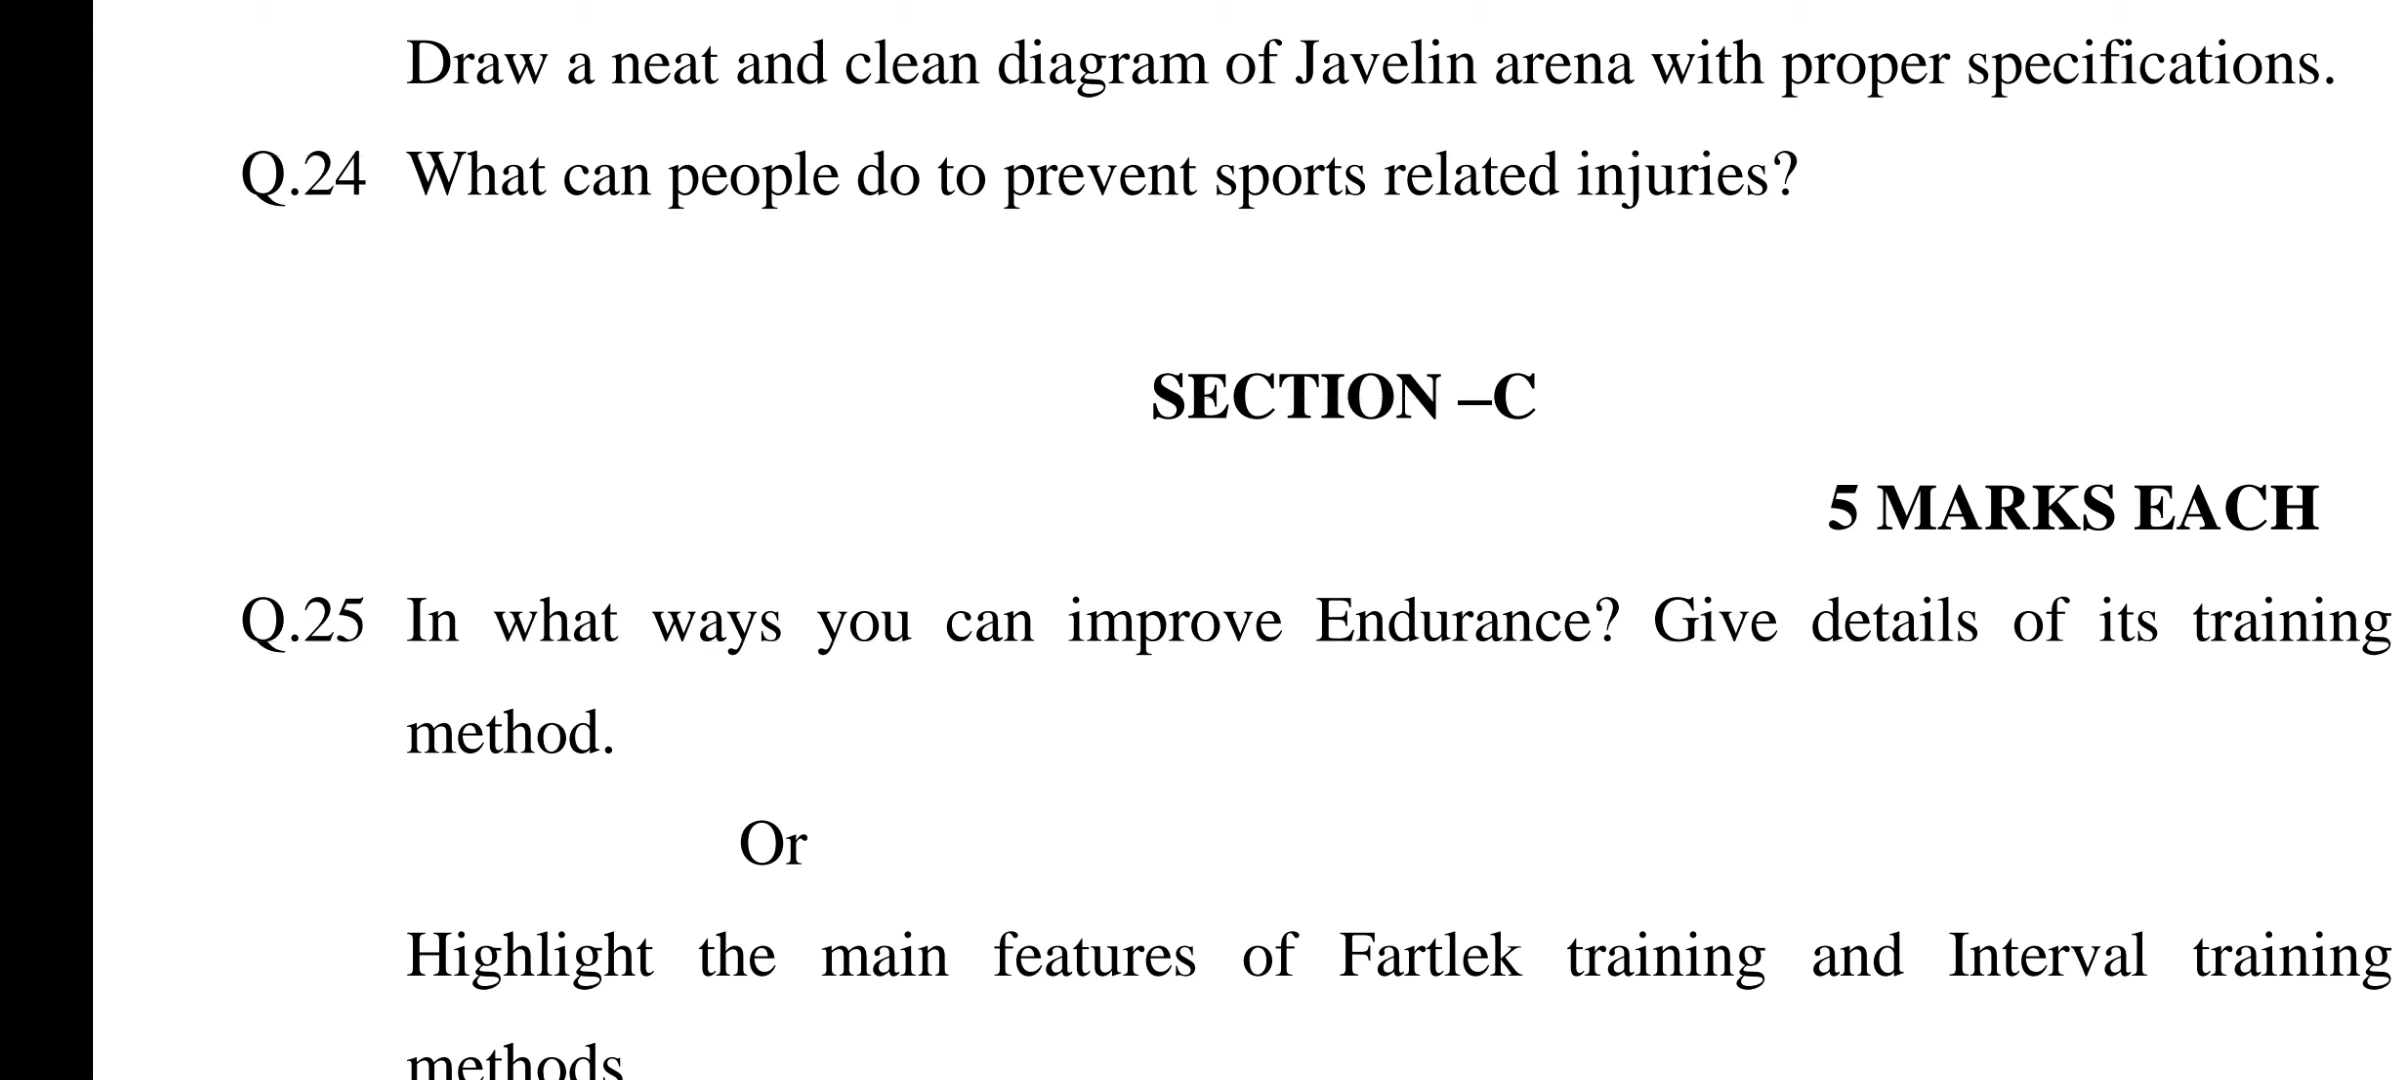 Draw a neat and clean diagram of Javelin arena with proper specifications.
Q.24 What can people do to prevent sports related injuries?
SECTION –C
5 MARKS EACH
Q.25 In what ways you can improve Endurance? Give details of its training
method.
Or
Highlight the main features of Fartlek training and Interval training
methods